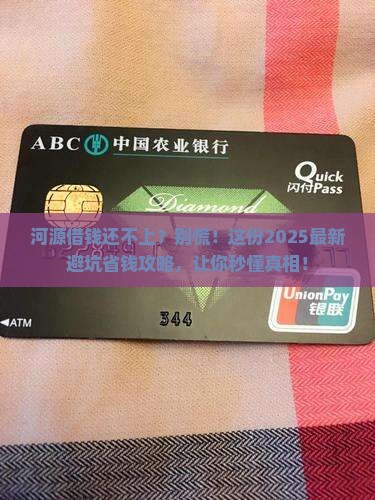 ABC 中国农业银行
Quick
闪付Pass
Diamond
河源借钱还不上？别慌！这份2025最新
避坑省钱攻略，让你秒懂真相！
UnionPay
银联
ATM
344